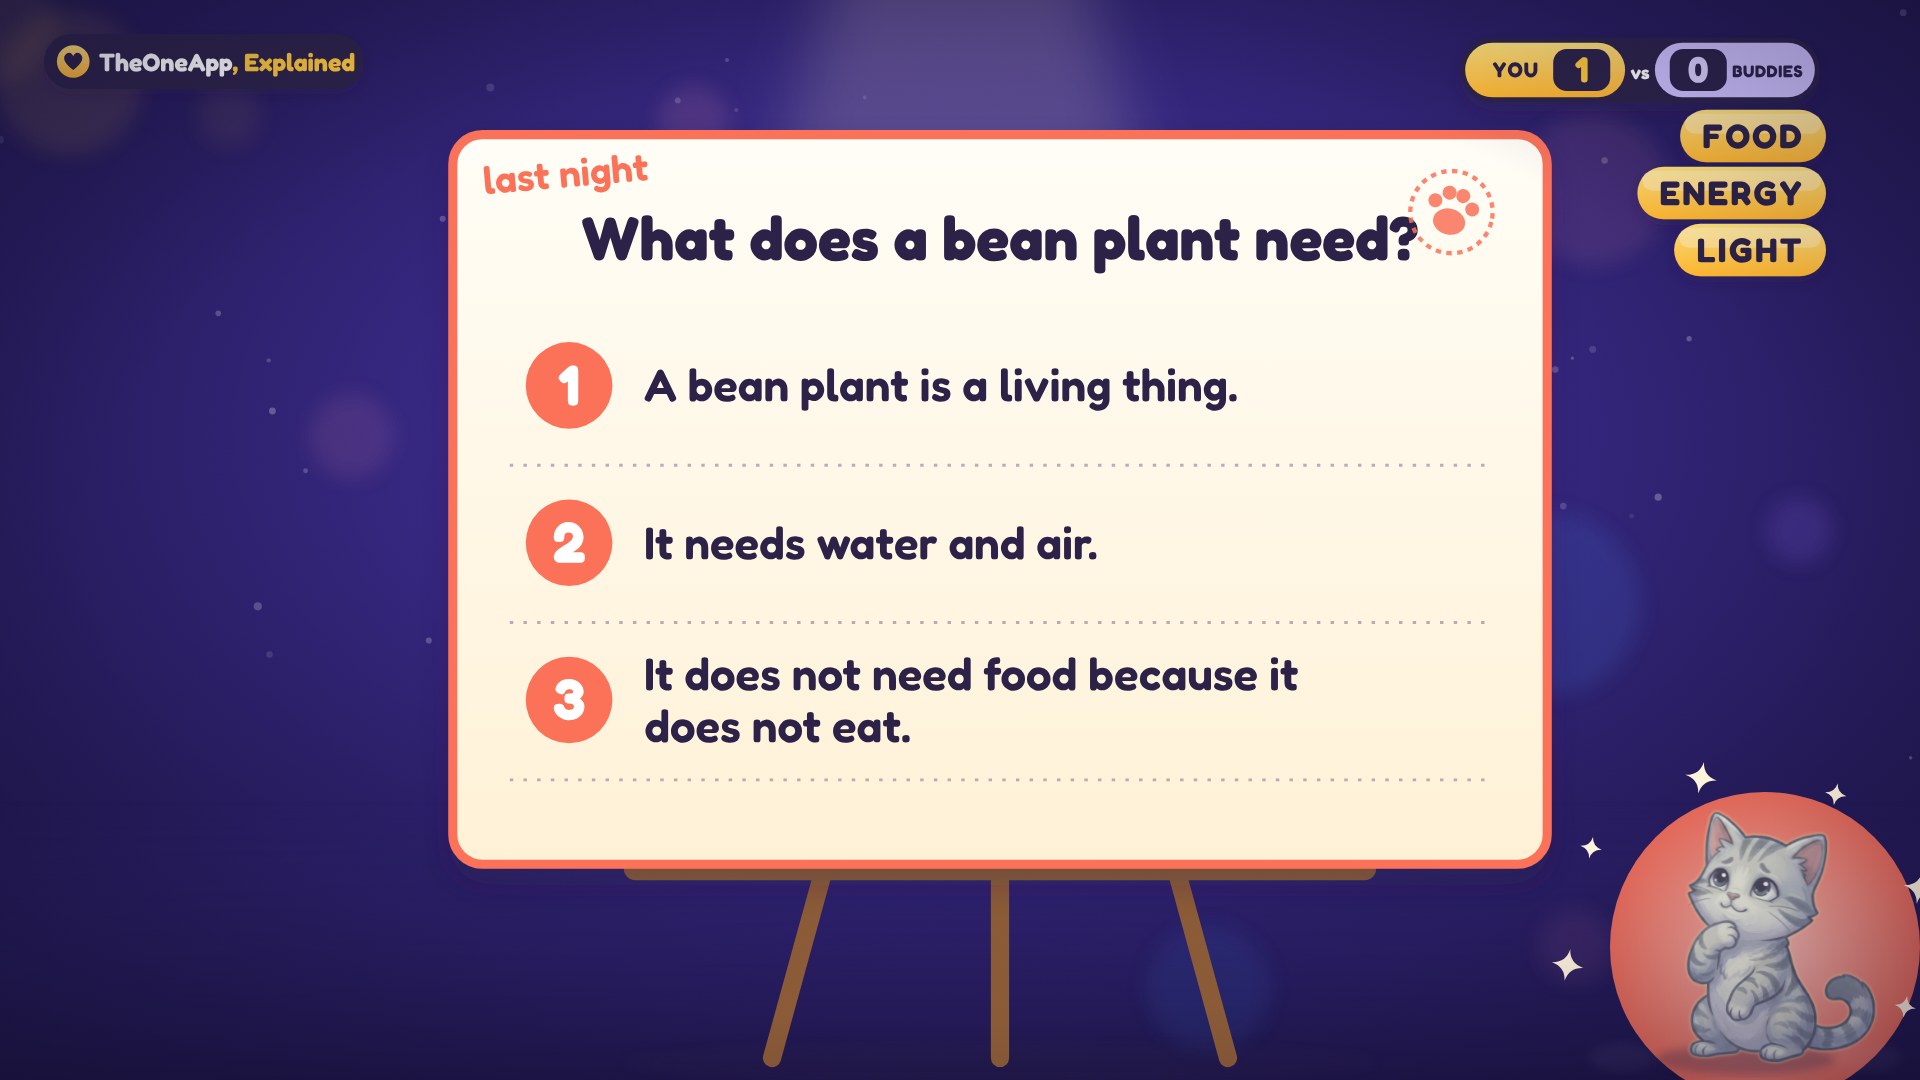 TheOneApp, Explained
YOU 1 vs 0 BUDDIES
FOOD
ENERGY
LIGHT
last night
What does a bean plant need?
1 A bean plant is a living thing.
2 It needs water and air.
3 It does not need food because it
does not eat.